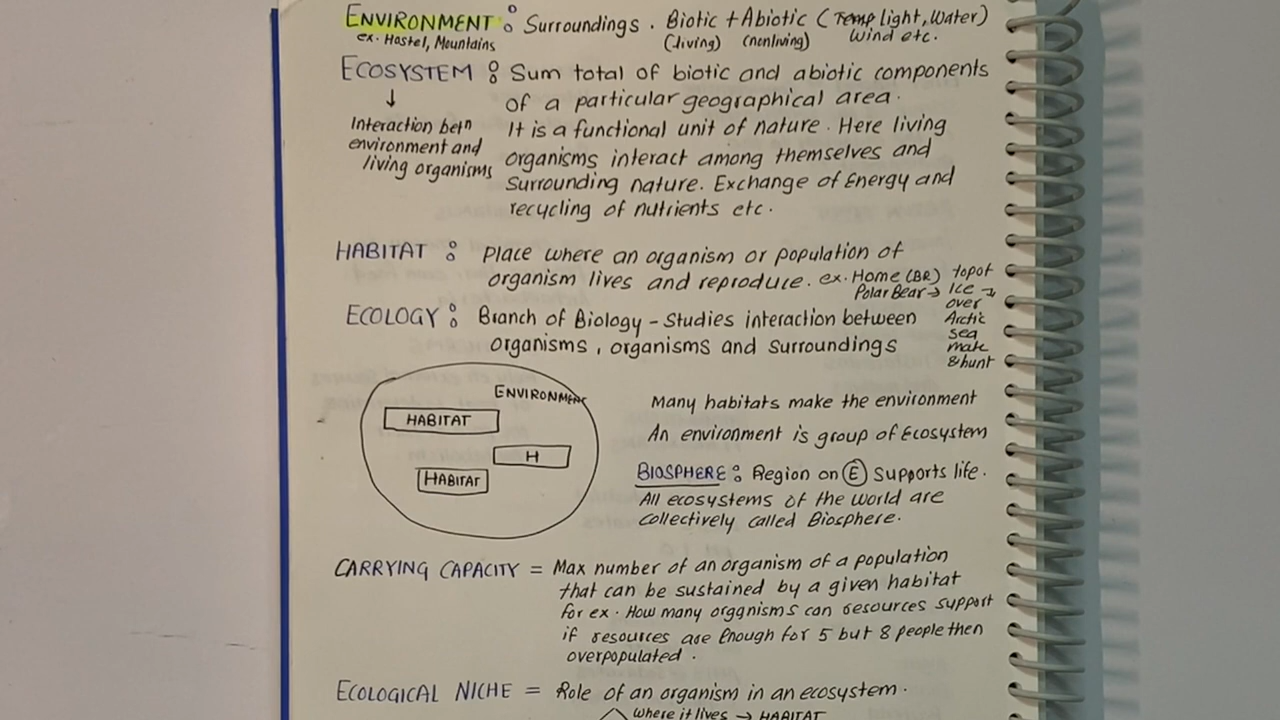 ENVIRONMENT : Surroundings . Biotic + Abiotic ( Temp light, Water)
ex. Hostel, Mountains (living) (nonliving) wind etc.
ECOSYSTEM : Sum total of biotic and abiotic components
↓ of a particular geographical area.
Interaction betn It is a functional unit of nature. Here living
environment and organisms interact among themselves and
living organisms Surrounding nature. Exchange of Energy and
recycling of nutrients etc.
HABITAT : Place where an organism or population of
organism lives and reproduce. ex. Home (BR)
Polar Bear →
top of
Ice →
over
Arctic
sea
mate
& hunt
ECOLOGY : Branch of Biology - Studies interaction between
organisms, organisms and surroundings
ENVIRONMENT
HABITAT
H
HABITAT
Many habitats make the environment
An environment is group of Ecosystem
BIOSPHERE : Region on (E) supports life.
All ecosystems of the world are
collectively called Biosphere.
CARRYING CAPACITY = Max number of an organism of a population
that can be sustained by a given habitat
for ex. How many orggnisms can resources support
if resources are Enough for 5 but 8 people then
overpopulated .
ECOLOGICAL NICHE = Role of an organism in an ecosystem.
where it lives → HABITAT